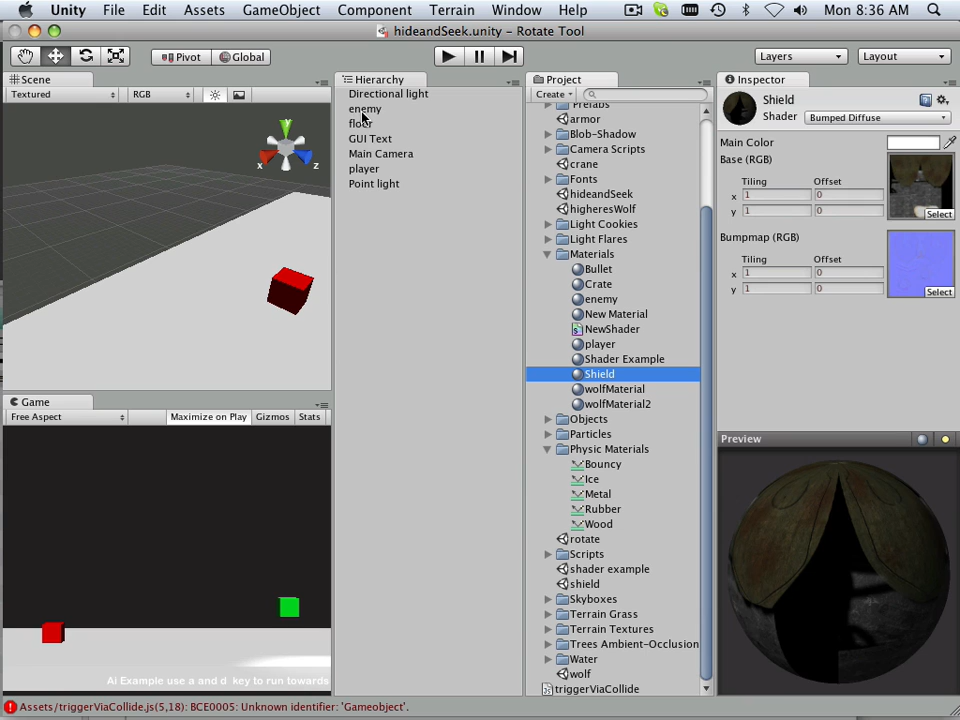 Unity File Edit Assets GameObject Component Terrain Window Help Mon 8:36 AM
hideandSeek.unity - Rotate Tool
Pivot Global Layers Layout
Scene
Textured RGB
y
x z
Game
Free Aspect Maximize on Play Gizmos Stats
Ai Example use a and d key to run towards
Hierarchy
Directional light
enemy
floor
GUI Text
Main Camera
player
Point light
Project
Create
Prefabs
armor
Blob-Shadow
Camera Scripts
crane
Fonts
hideandSeek
higheresWolf
Light Cookies
Light Flares
Materials
Bullet
Crate
enemy
New Material
NewShader
player
Shader Example
Shield
wolfMaterial
wolfMaterial2
Objects
Particles
Physic Materials
Bouncy
Ice
Metal
Rubber
Wood
rotate
Scripts
shader example
shield
Skyboxes
Terrain Grass
Terrain Textures
Trees Ambient-Occlusion
Water
wolf
triggerViaCollide
Inspector
Shield
Shader Bumped Diffuse
Main Color
Base (RGB)
Tiling Offset
x 1 0
y 1 0
Select
Bumpmap (RGB)
Tiling Offset
x 1 0
y 1 0
Select
Preview
Assets/triggerViaCollide.js(5,18): BCE0005: Unknown identifier: 'Gameobject'.